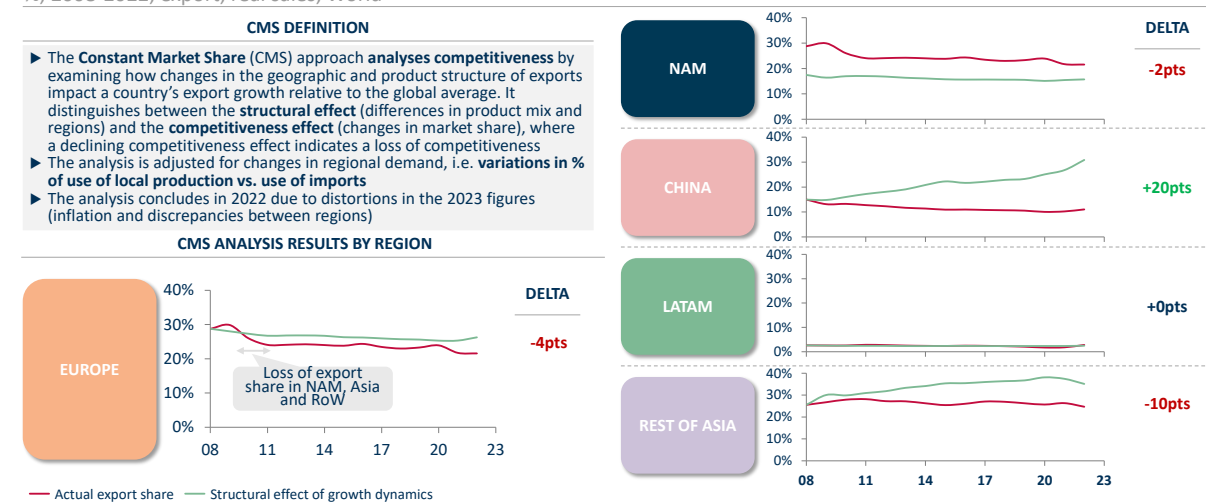 CMS DEFINITION
▶ The Constant Market Share (CMS) approach analyses competitiveness by
examining how changes in the geographic and product structure of exports
impact a country's export growth relative to the global average. It
distinguishes between the structural effect (differences in product mix and
regions) and the competitiveness effect (changes in market share), where
a declining competitiveness effect indicates a loss of competitiveness
▶ The analysis is adjusted for changes in regional demand, i.e. variations in %
of use of local production vs. use of imports
▶ The analysis concludes in 2022 due to distortions in the 2023 figures
(inflation and discrepancies between regions)
CMS ANALYSIS RESULTS BY REGION
EUROPE
40%
30%
20%
10%
0%
08 11 14 17 20 23
Loss of export
share in NAM, Asia
and RoW
DELTA
-4pts
Actual export share
Structural effect of growth dynamics
NAM
40%
30%
20%
10%
0%
DELTA
-2pts
CHINA
40%
30%
20%
10%
0%
+20pts
LATAM
40%
30%
20%
10%
0%
+0pts
REST OF ASIA
40%
30%
20%
10%
0%
08 11 14 17 20 23
-10pts